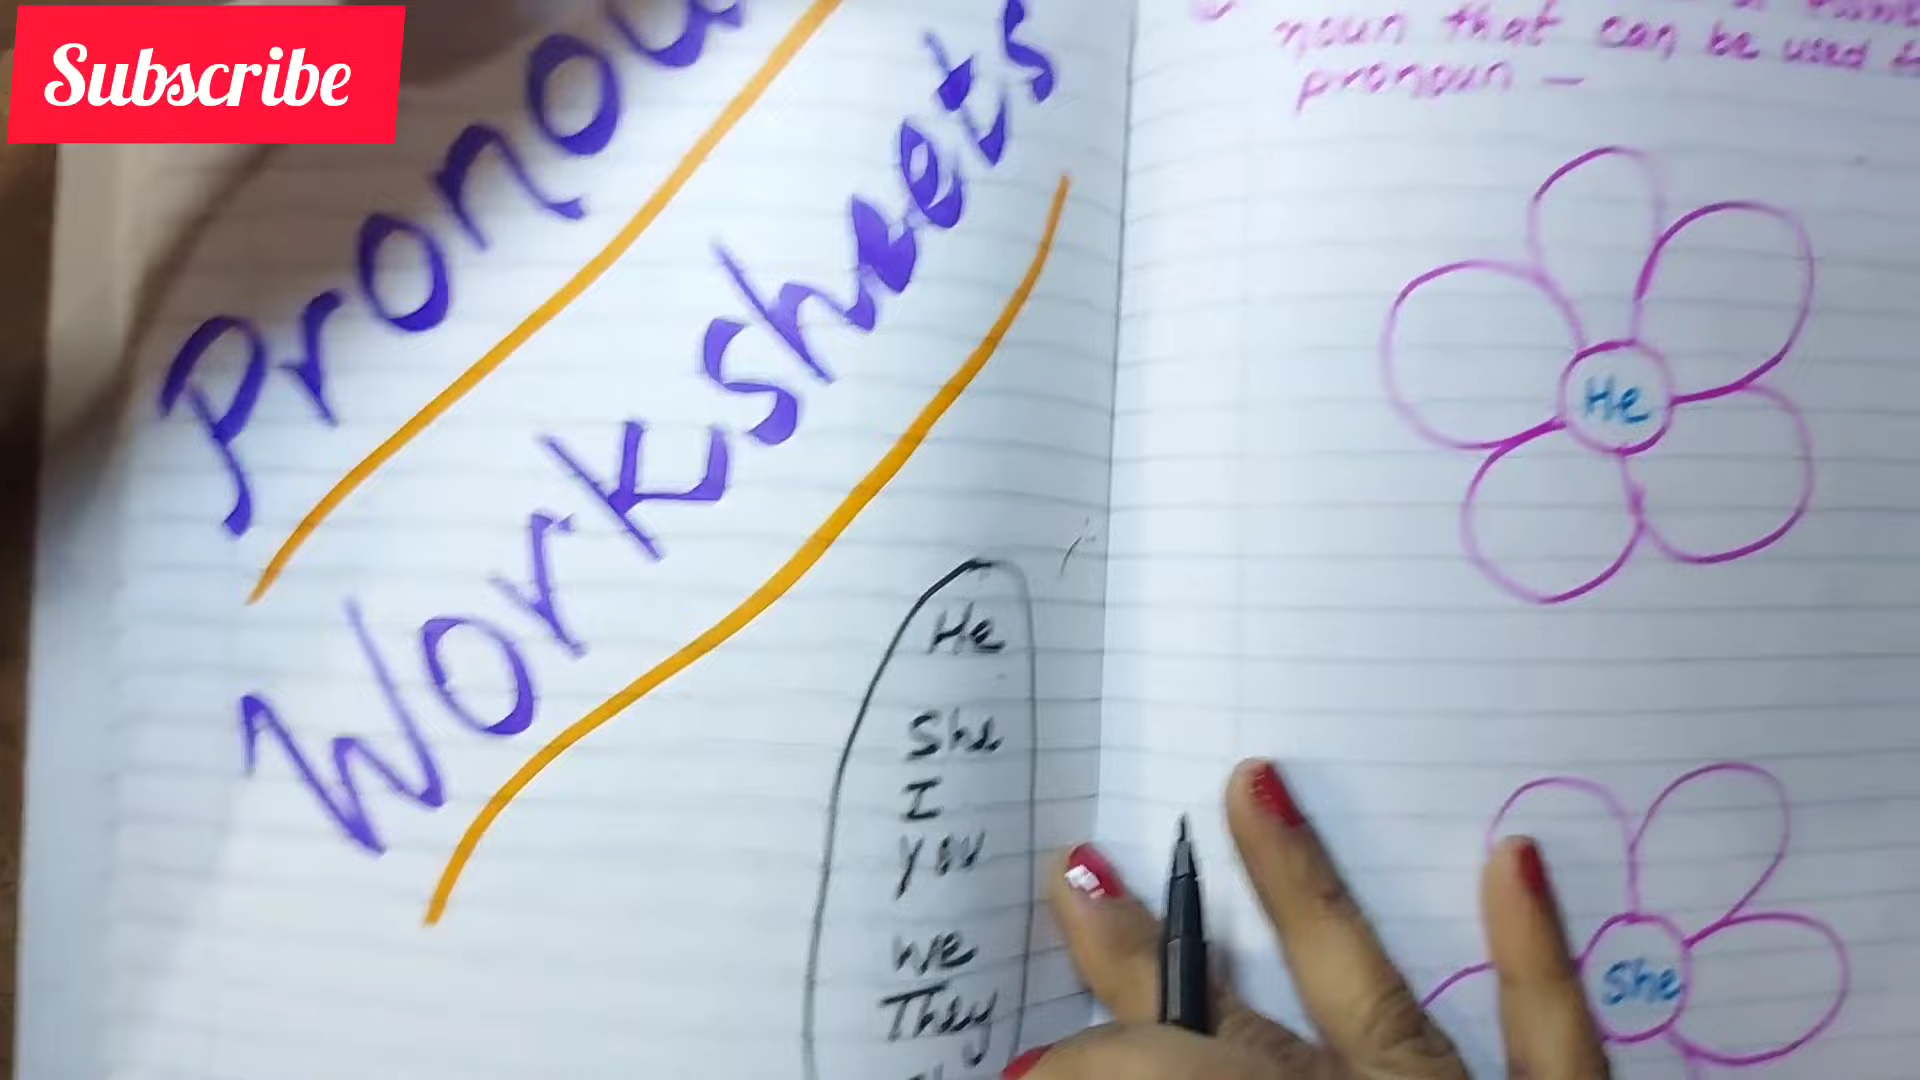 Subscribe
Pronou
Worksheets
He
She
I
You
We
They
noun that can be used
pronoun —
He
She